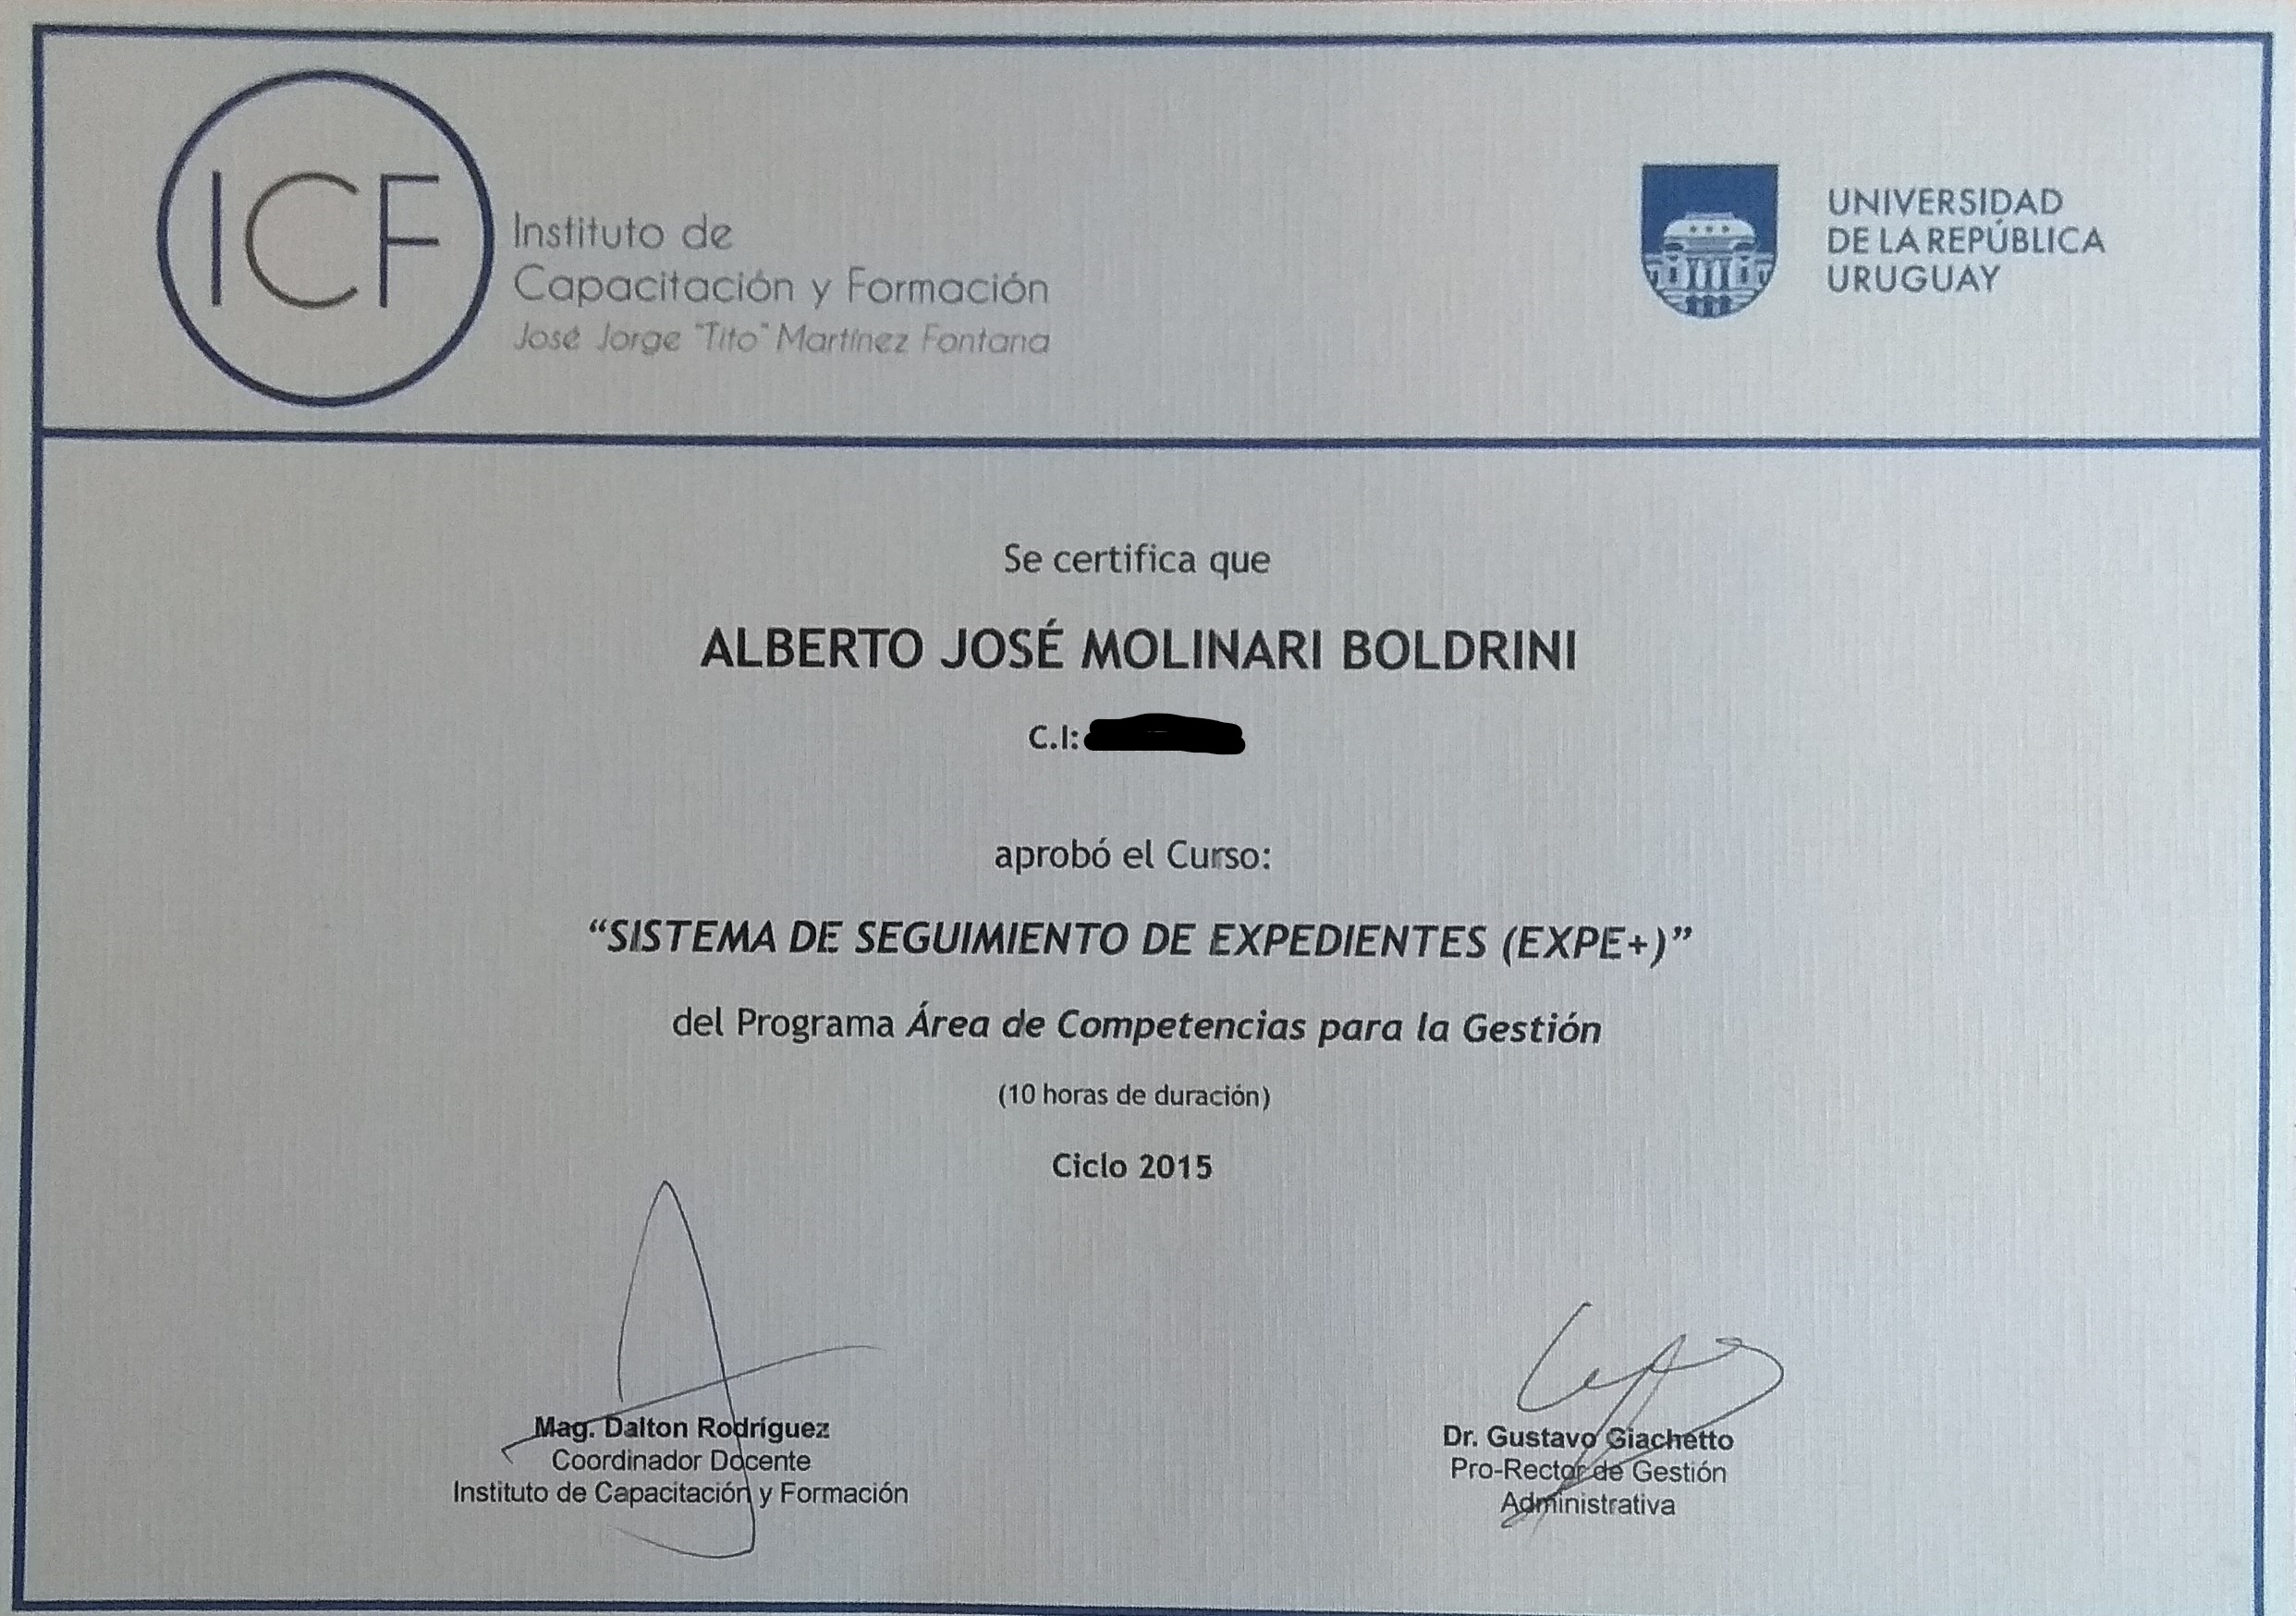 ICF
Instituto de
Capacitación y Formación
José Jorge "Tito" Martínez Fontana
UNIVERSIDAD
DE LA REPÚBLICA
URUGUAY
Se certifica que
ALBERTO JOSÉ MOLINARI BOLDRINI
C.I:
aprobó el Curso:
“SISTEMA DE SEGUIMIENTO DE EXPEDIENTES (EXPE+)”
del Programa Área de Competencias para la Gestión
(10 horas de duración)
Ciclo 2015
Mag. Dalton Rodríguez
Coordinador Docente
Instituto de Capacitación y Formación
Dr. Gustavo Giachetto
Pro-Rector de Gestión
Administrativa